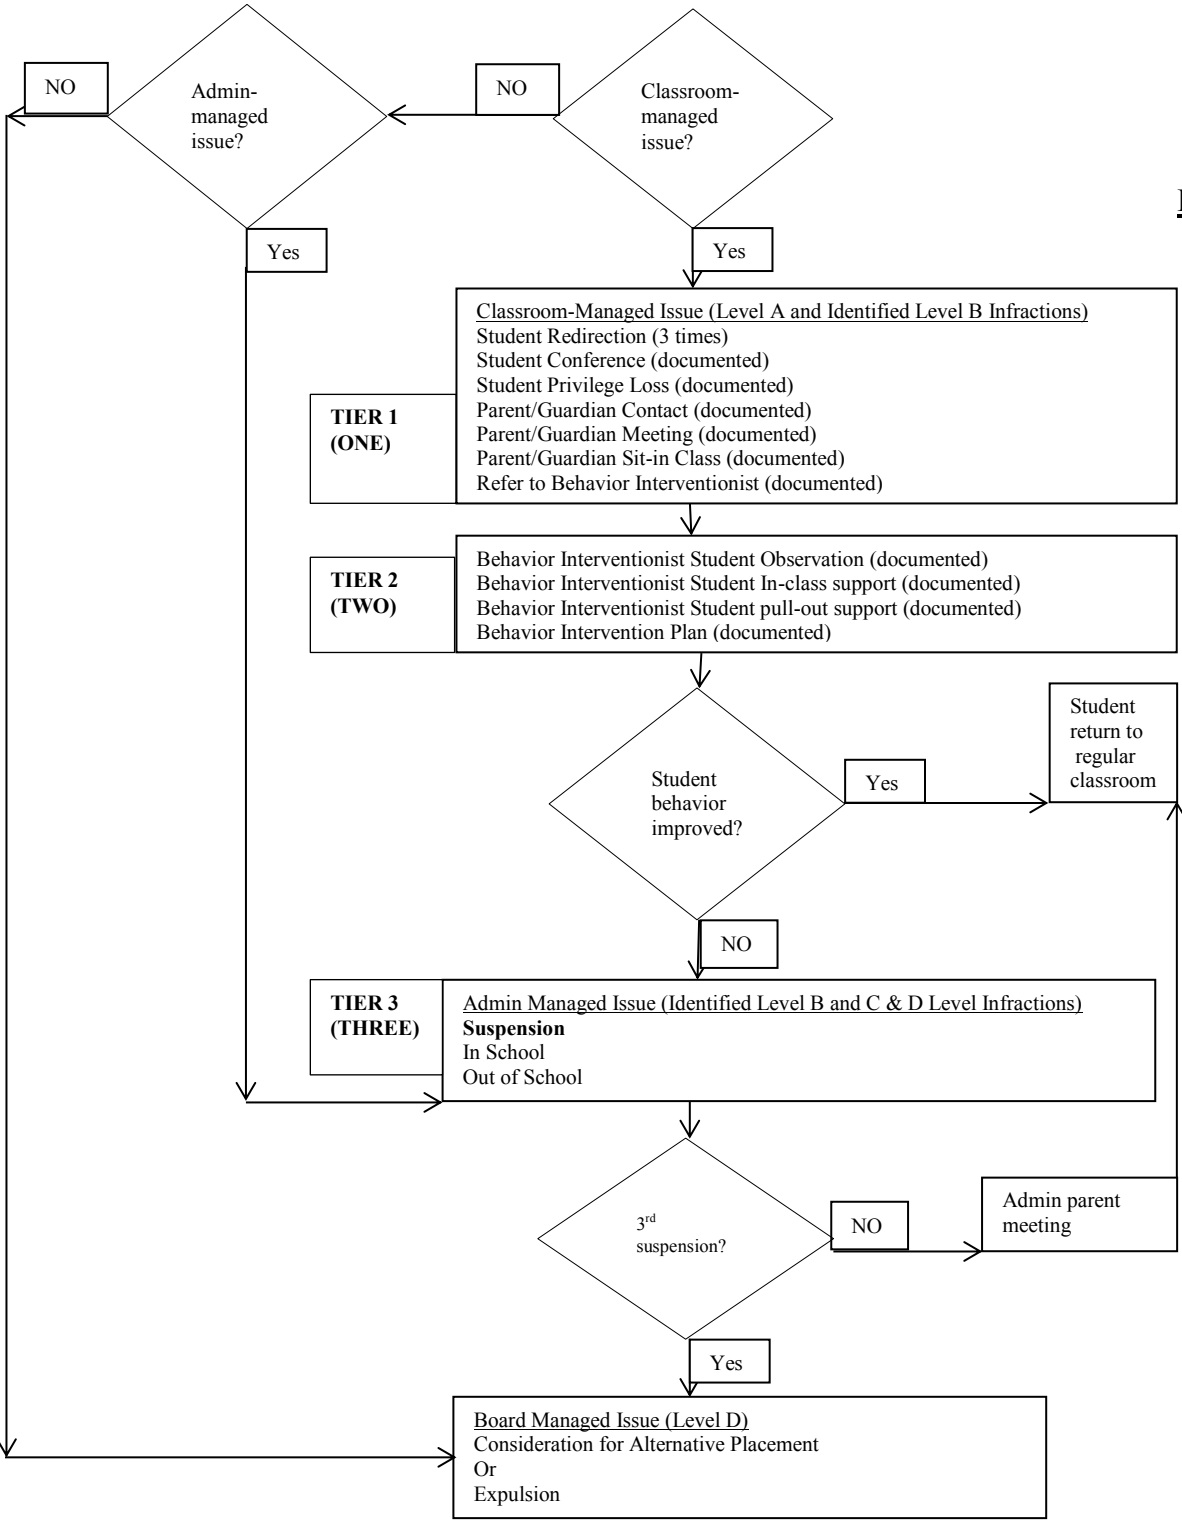 NO
Admin-
managed
issue?
NO
Classroom-
managed
issue?
Yes
Yes
Classroom-Managed Issue (Level A and Identified Level B Infractions)
Student Redirection (3 times)
Student Conference (documented)
Student Privilege Loss (documented)
Parent/Guardian Contact (documented)
Parent/Guardian Meeting (documented)
Parent/Guardian Sit-in Class (documented)
Refer to Behavior Interventionist (documented)
TIER 1
(ONE)
Behavior Interventionist Student Observation (documented)
Behavior Interventionist Student In-class support (documented)
Behavior Interventionist Student pull-out support (documented)
Behavior Intervention Plan (documented)
TIER 2
(TWO)
Student
behavior
improved?
Yes
Student
return to
regular
classroom
NO
TIER 3
(THREE)
Admin Managed Issue (Identified Level B and C & D Level Infractions)
Suspension
In School
Out of School
3rd
suspension?
NO
Admin parent
meeting
Yes
Board Managed Issue (Level D)
Consideration for Alternative Placement
Or
Expulsion